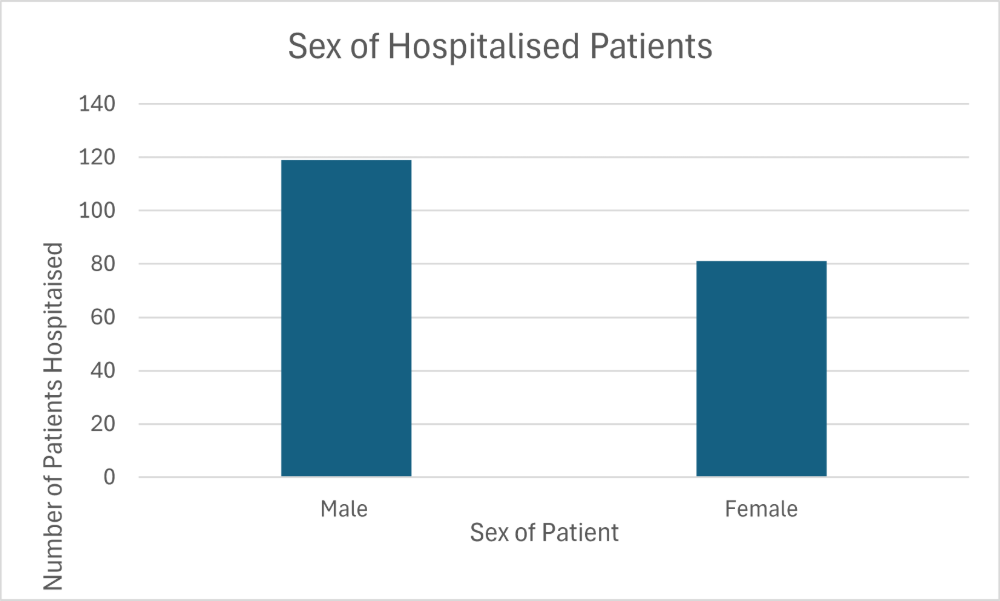 Sex of Hospitalised Patients
Number of Patients Hospitaised
140
120
100
80
60
40
20
0
Male
Female
Sex of Patient